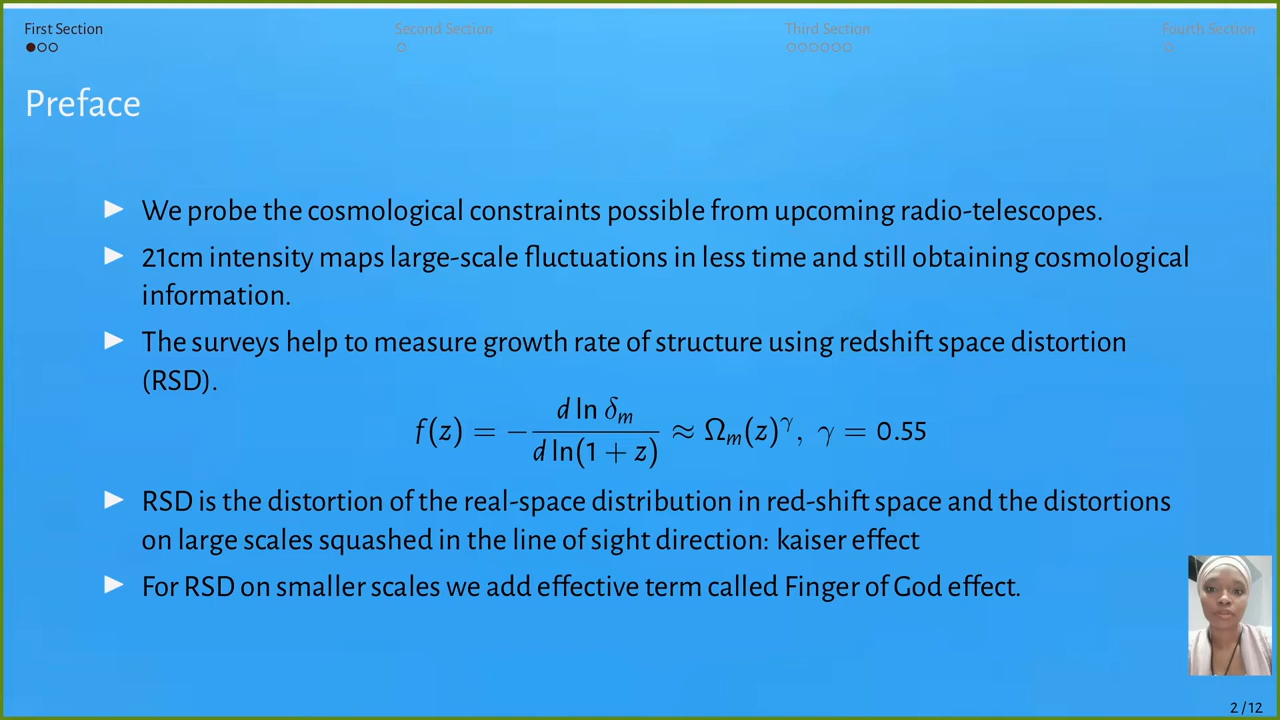 First Section
Second Section
Third Section
Fourth Section
Preface
We probe the cosmological constraints possible from upcoming radio-telescopes.
21cm intensity maps large-scale fluctuations in less time and still obtaining cosmological
information.
The surveys help to measure growth rate of structure using redshift space distortion
(RSD).
f(z) = − d ln δₘ / d ln(1 + z) ≈ Ωₘ(z)^γ, γ = 0.55
RSD is the distortion of the real-space distribution in red-shift space and the distortions
on large scales squashed in the line of sight direction: kaiser effect
For RSD on smaller scales we add effective term called Finger of God effect.
2 / 12